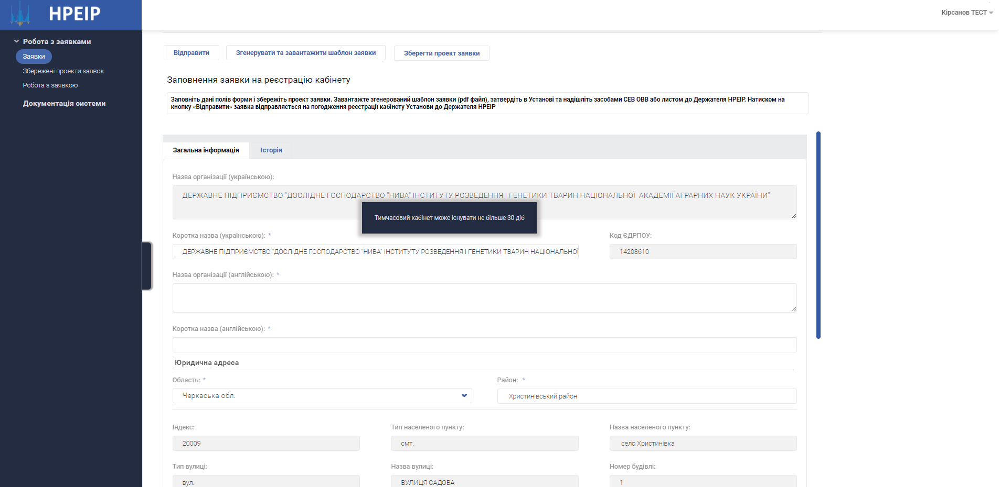 НРЕІР
Кірсанов ТЕСТ
Робота з заявками
Заявки
Збережені проекти заявок
Робота з заявкою
Документація системи
Відправити
Згенерувати та завантажити шаблон заявки
Зберегти проект заявки
Заповнення заявки на реєстрацію кабінету
Заповніть дані полів форми і збережіть проект заявки. Завантажте згенерований шаблон заявки (pdf файл), затвердіть в Установі та надішліть засобами СЕВ ОВВ або листом до Держателя НРЕІР. Натиском на
кнопку «Відправити» заявка відправляється на погодження реєстрації кабінету Установи до Держателя НРЕІР
Загальна інформація
Історія
Назва організації (українською):
ДЕРЖАВНЕ ПІДПРИЄМСТВО "ДОСЛІДНЕ ГОСПОДАРСТВО "НИВА" ІНСТИТУТУ РОЗВЕДЕННЯ І ГЕНЕТИКИ ТВАРИН НАЦІОНАЛЬНОЇ АКАДЕМІЇ АГРАРНИХ НАУК УКРАЇНИ"
Тимчасовий кабінет може існувати не більше 30 діб
Коротка назва (українською): *
Код ЄДРПОУ:
ДЕРЖАВНЕ ПІДПРИЄМСТВО "ДОСЛІДНЕ ГОСПОДАРСТВО "НИВА" ІНСТИТУТУ РОЗВЕДЕННЯ І ГЕНЕТИКИ ТВАРИН НАЦІОНАЛЬНОЇ
14208610
Назва організації (англійською): *
Коротка назва (англійською): *
Юридична адреса
Область: *
Район: *
Черкаська обл.
Христинівський район
Індекс:
Тип населеного пункту:
Назва населеного пункту:
20009
смт.
село Христинівка
Тип вулиці:
Назва вулиці:
Номер будівлі:
вул.
ВУЛИЦЯ САДОВА
1